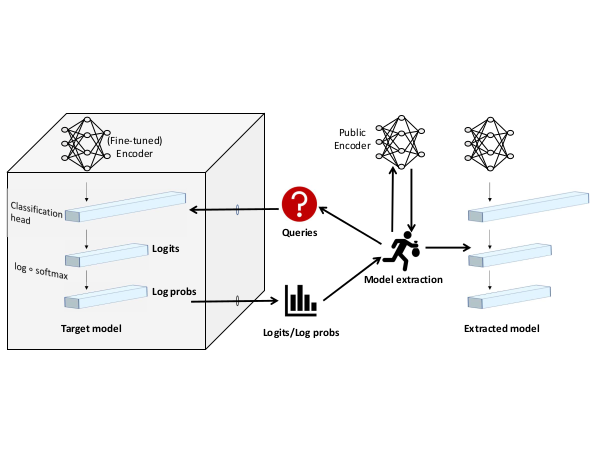 (Fine-tuned)
Encoder
Classification
head
Logits
log ∘ softmax
Log probs
Target model
Queries
Logits/Log probs
Public
Encoder
Model extraction
Extracted model